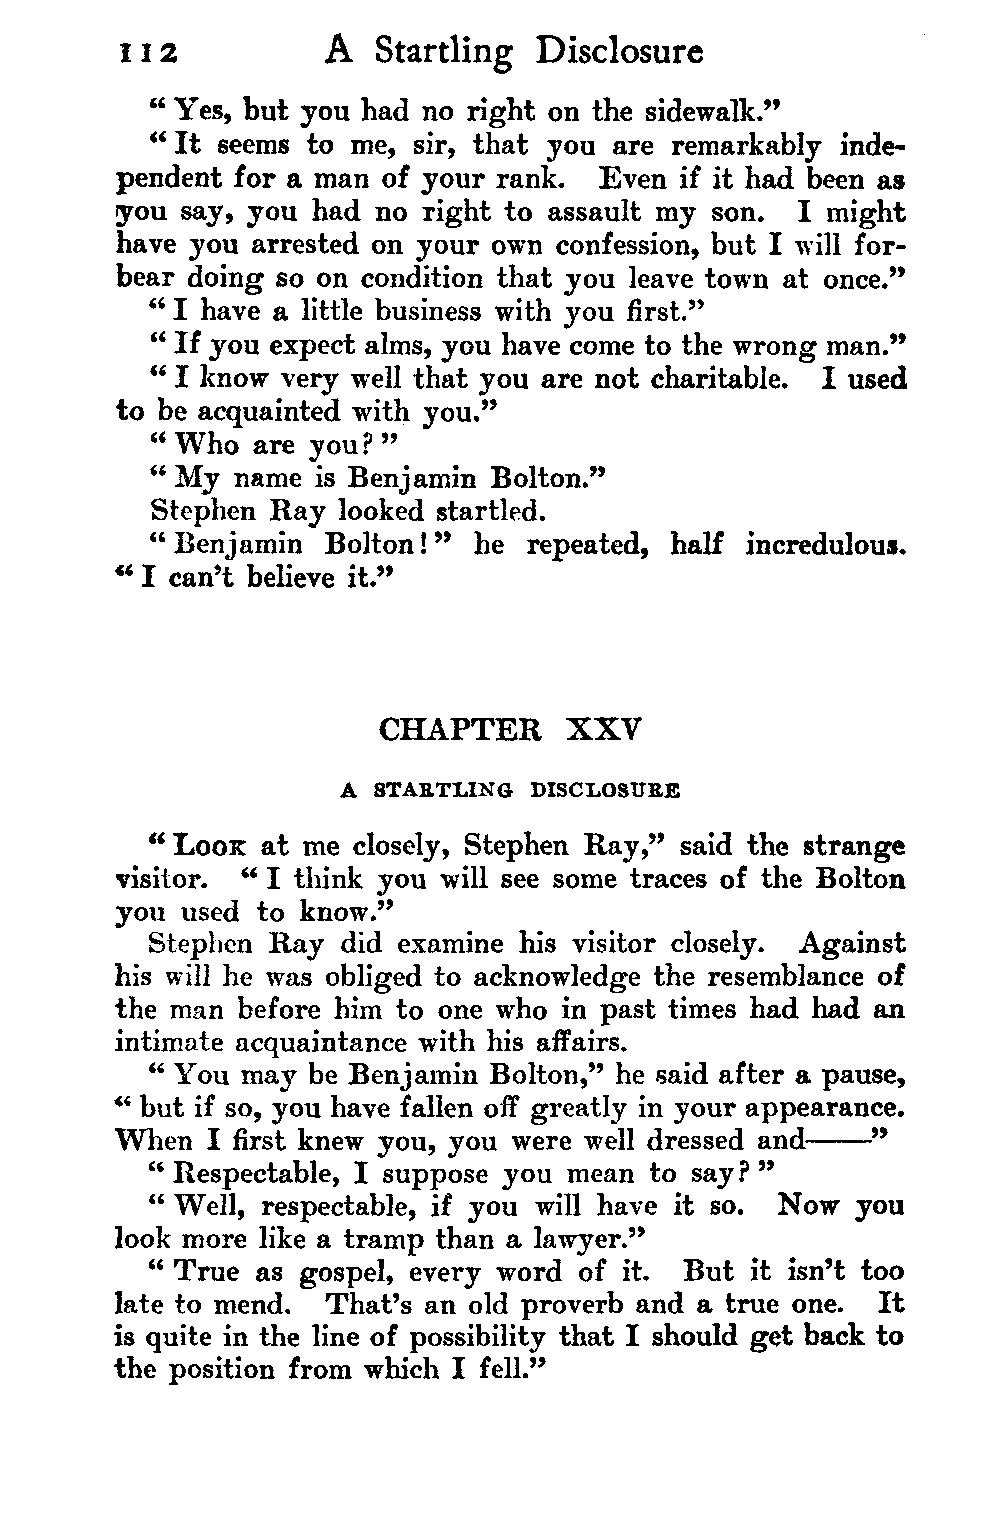 112 A Startling Disclosure
“Yes, but you had no right on the sidewalk.”
“It seems to me, sir, that you are remarkably inde-
pendent for a man of your rank. Even if it had been as
you say, you had no right to assault my son. I might
have you arrested on your own confession, but I will for-
bear doing so on condition that you leave town at once.”
“I have a little business with you first.”
“If you expect alms, you have come to the wrong man.”
“I know very well that you are not charitable. I used
to be acquainted with you.”
“Who are you?”
“My name is Benjamin Bolton.”
Stephen Ray looked startled.
“Benjamin Bolton!” he repeated, half incredulous.
“I can’t believe it.”
CHAPTER XXV
A STARTLING DISCLOSURE
“LOOK at me closely, Stephen Ray,” said the strange
visitor. “I think you will see some traces of the Bolton
you used to know.”
Stephen Ray did examine his visitor closely. Against
his will he was obliged to acknowledge the resemblance of
the man before him to one who in past times had had an
intimate acquaintance with his affairs.
“You may be Benjamin Bolton,” he said after a pause,
“but if so, you have fallen off greatly in your appearance.
When I first knew you, you were well dressed and——”
“Respectable, I suppose you mean to say?”
“Well, respectable, if you will have it so. Now you
look more like a tramp than a lawyer.”
“True as gospel, every word of it. But it isn’t too
late to mend. That’s an old proverb and a true one. It
is quite in the line of possibility that I should get back to
the position from which I fell.”